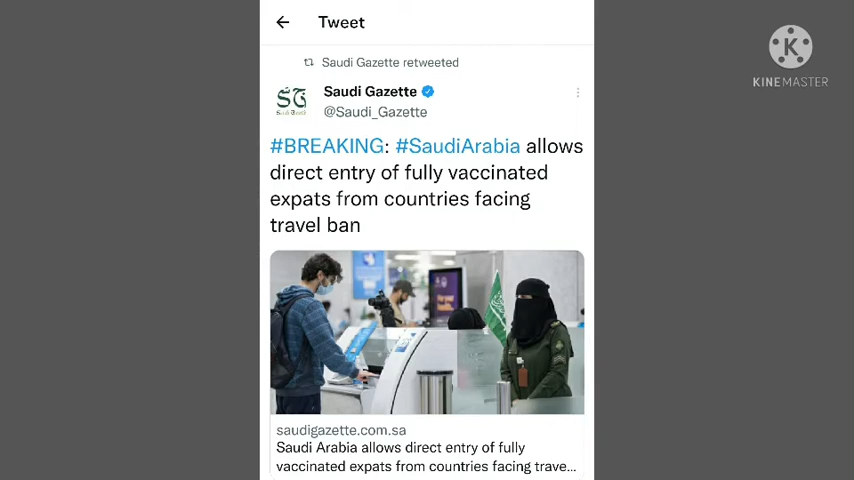 Tweet
Saudi Gazette retweeted
Saudi Gazette
@Saudi_Gazette
#BREAKING: #SaudiArabia allows
direct entry of fully vaccinated
expats from countries facing
travel ban
saudigazette.com.sa
Saudi Arabia allows direct entry of fully
vaccinated expats from countries facing trave...
K
KINEMASTER